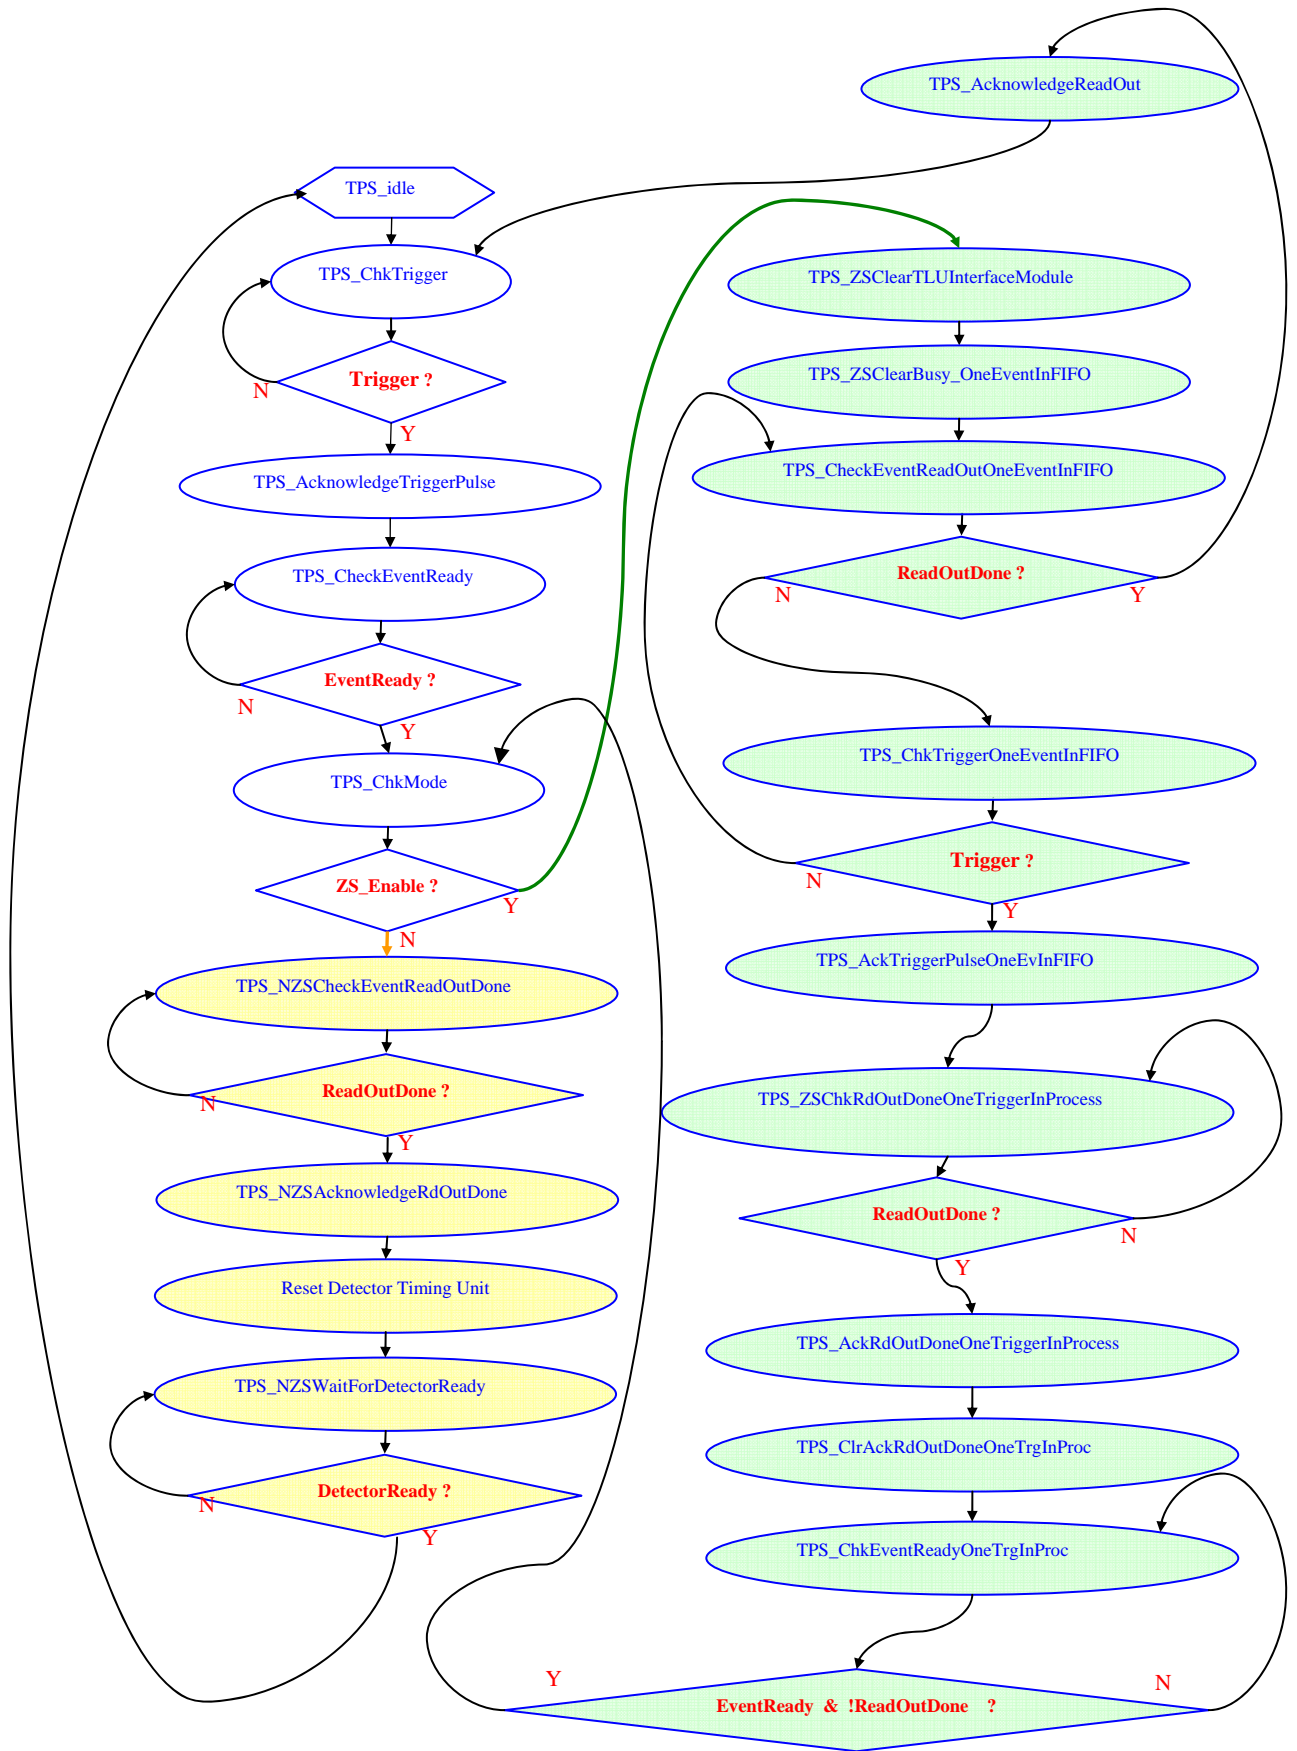 TPS_AcknowledgeReadOut
TPS_idle
TPS_ChkTrigger
Trigger ?
N
Y
TPS_AcknowledgeTriggerPulse
TPS_CheckEventReady
EventReady ?
N
Y
TPS_ChkMode
ZS_Enable ?
Y
N
TPS_NZSCheckEventReadOutDone
ReadOutDone ?
N
Y
TPS_NZSAcknowledgeRdOutDone
Reset Detector Timing Unit
TPS_NZSWaitForDetectorReady
DetectorReady ?
N
Y
TPS_ZSClearTLUInterfaceModule
TPS_ZSClearBusy_OneEventInFIFO
TPS_CheckEventReadOutOneEventInFIFO
ReadOutDone ?
N
Y
TPS_ChkTriggerOneEventInFIFO
Trigger ?
N
Y
TPS_AckTriggerPulseOneEvInFIFO
TPS_ZSChkRdOutDoneOneTriggerInProcess
ReadOutDone ?
N
Y
TPS_AckRdOutDoneOneTriggerInProcess
TPS_ClrAckRdOutDoneOneTrgInProc
TPS_ChkEventReadyOneTrgInProc
Y
N
EventReady & !ReadOutDone ?